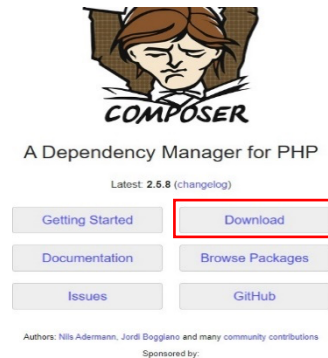 COMPOSER
A Dependency Manager for PHP
Latest: 2.5.8 (changelog)
Getting Started
Download
Documentation
Browse Packages
Issues
GitHub
Authors: Nils Adermann, Jordi Boggiano and many community contributions
Sponsored by: